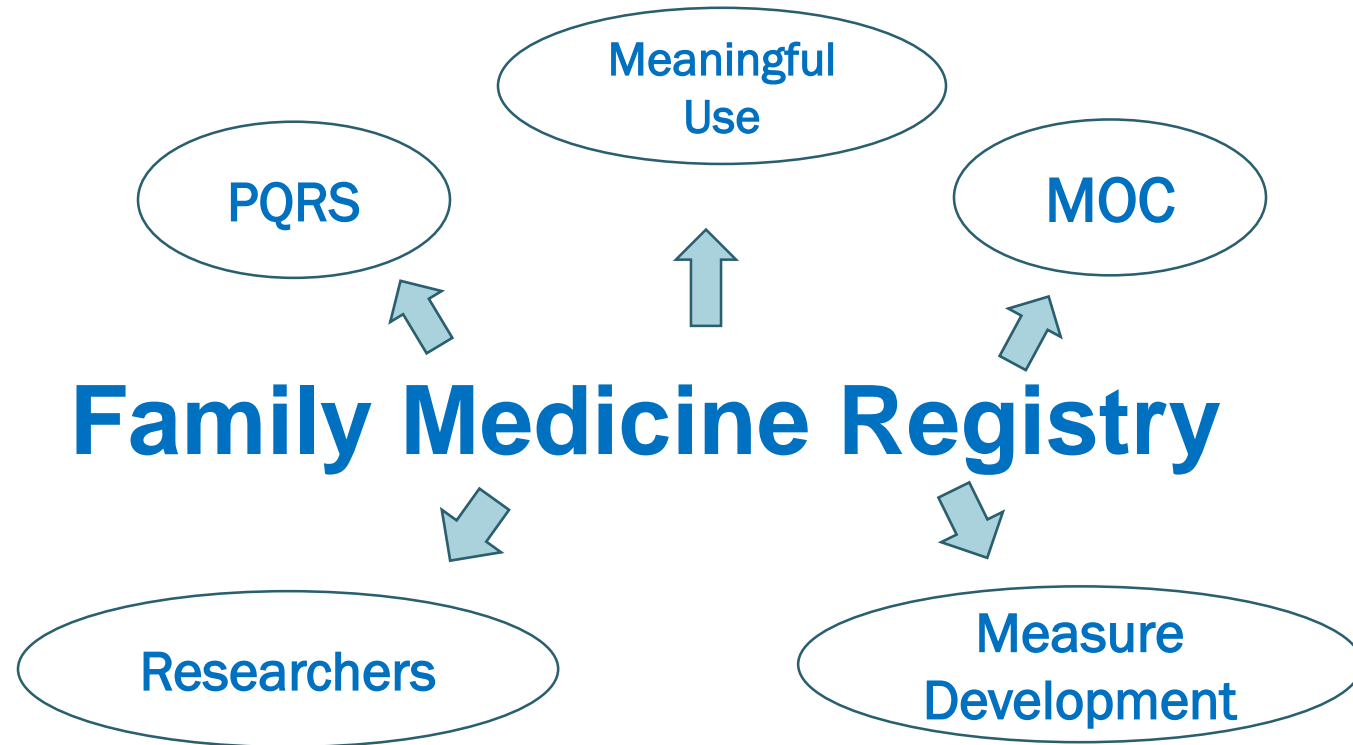 Meaningful
Use
PQRS
MOC
Family Medicine Registry
Researchers
Measure
Development